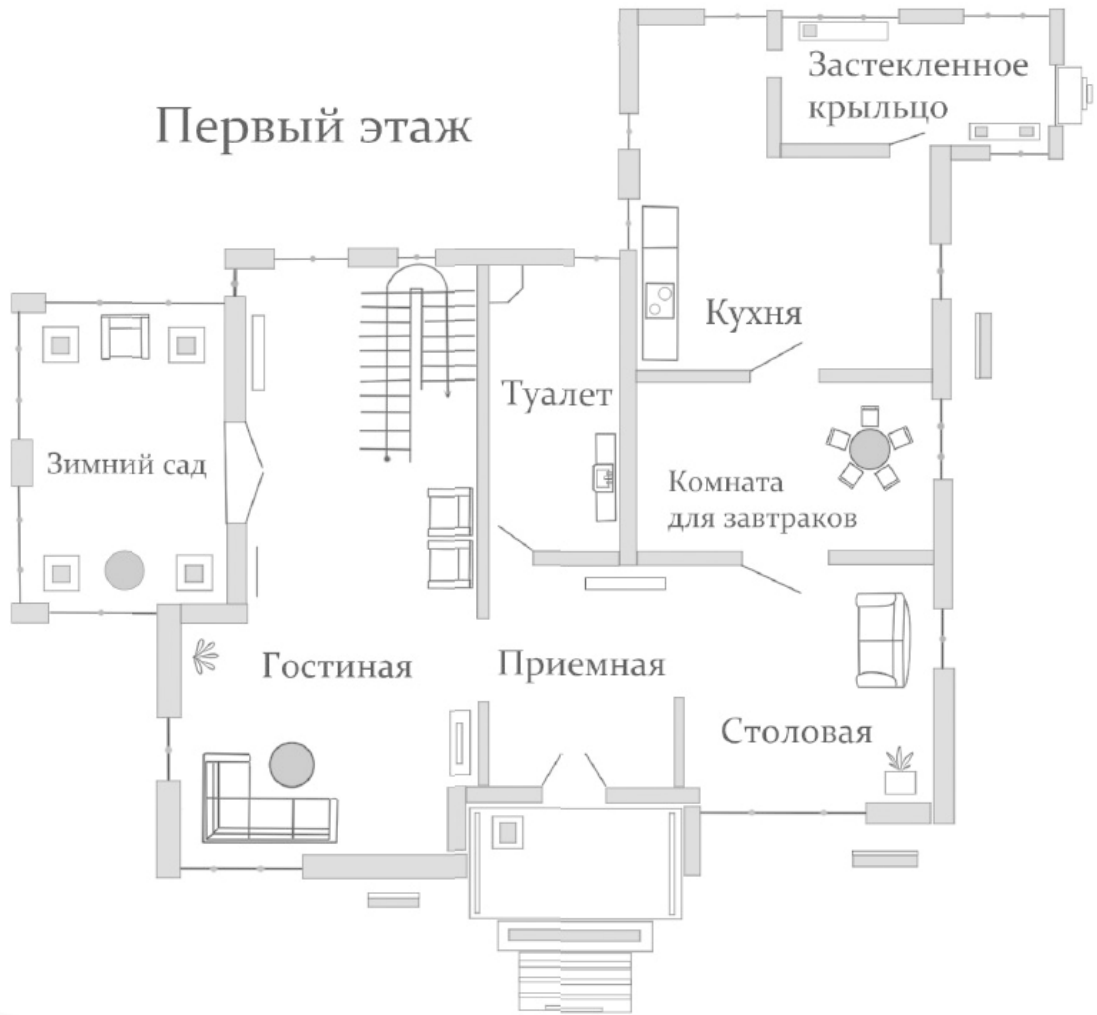 Первый этаж
Застекленное
крыльцо
Кухня
Туалет
Зимний сад
Комната
для завтраков
Гостиная
Приемная
Столовая